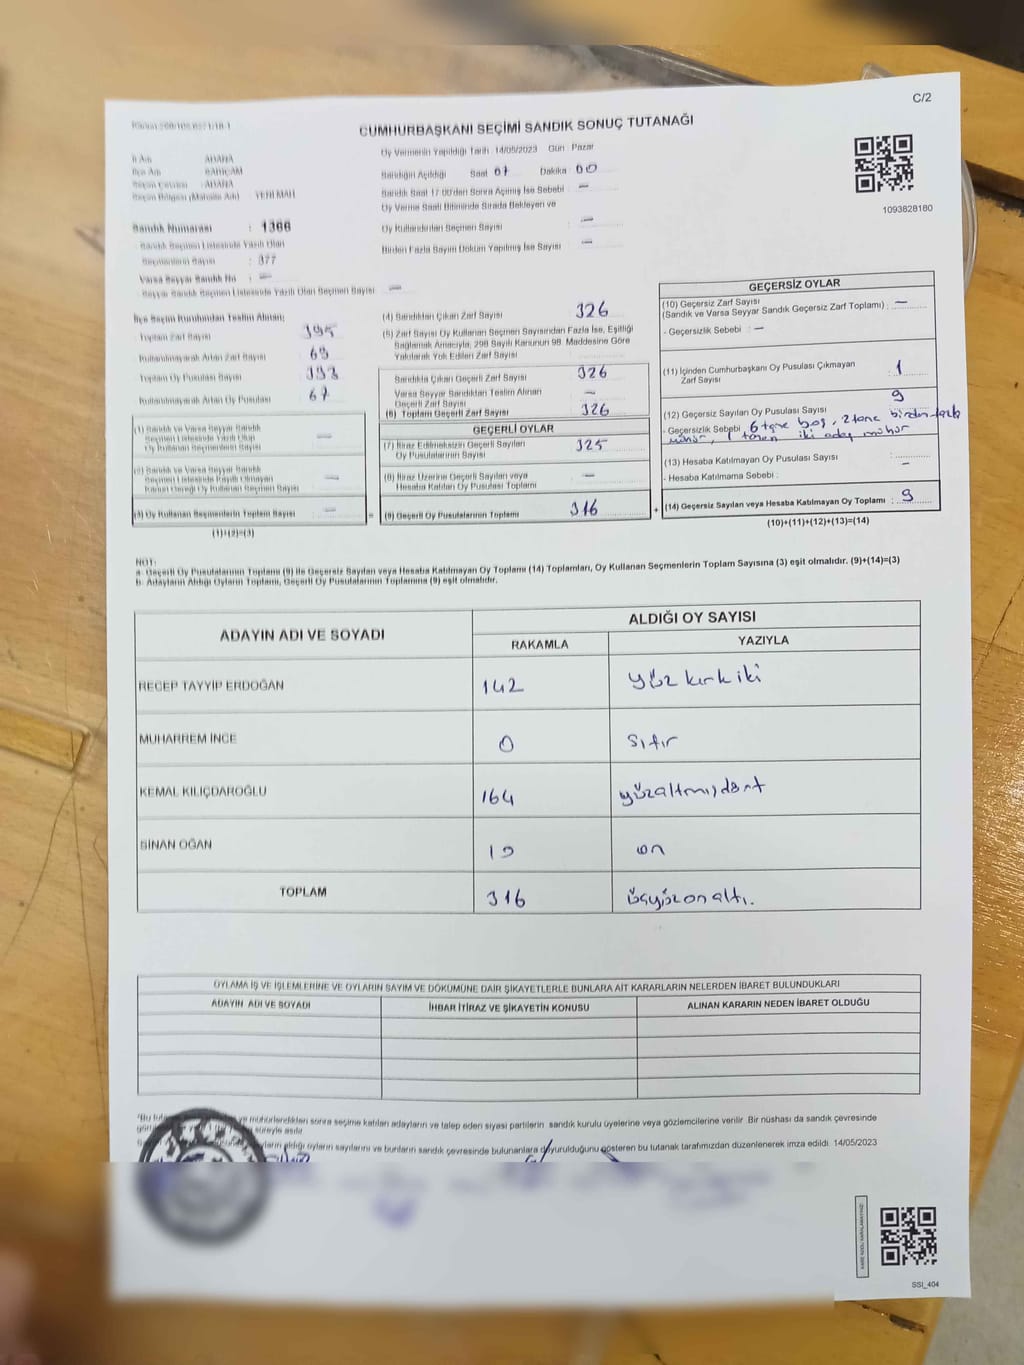 C/2
CUMHURBAŞKANI SEÇİMİ SANDIK SONUÇ TUTANAĞI
Oy Vermenin Yapıldığı Tarih : 14/05/2023 Gün : Pazar
İl Adı : ADANA
İlçe Adı
Seçim Çevresi : ADANA
Seçim Bölgesi (Mahalle Adı) : YENİ MAH
Sandığın Açıldığı Saat 07 Dakika 00
Sandık Saat 17.00'den Sonra Açılmış İse Sebebi : —
Oy Verme Saati Bitiminde Sırada Bekleyen ve
Oy Kullandırılan Seçmen Sayısı : —
Birden Fazla Sayım Döküm Yapılmış İse Sayısı : —
1093828180
Sandık Numarası : 1366
Sandık Seçmen Listesinde Yazılı Olan
Seçmenlerin Sayısı : 377
Varsa Seyyar Sandık No : —
Seyyar Sandık Seçmen Listesinde Yazılı Olan Seçmen Sayısı : —
İlçe Seçim Kurulundan Teslim Alınan;
Toplam Zarf Sayısı 395
Kullanılmayarak Artan Zarf Sayısı 69
Toplam Oy Pusulası Sayısı 393
Kullanılmayarak Artan Oy Pusulası 67
(1) Sandık ve Varsa Seyyar Sandık
Seçmen Listesinde Yazılı Olup
Oy Kullanan Seçmenlerin Sayısı —
(2) Sandık ve Varsa Seyyar Sandık
Seçmen Listesinde Kayıtlı Olmayan
Kanun Gereği Oy Kullanan Seçmen Sayısı —
(3) Oy Kullanan Seçmenlerin Toplam Sayısı —
(1)+(2)=(3)
(4) Sandıktan Çıkan Zarf Sayısı 326
(5) Zarf Sayısı Oy Kullanan Seçmen Sayısından Fazla İse, Eşitliği
Sağlamak Amacıyla, 298 Sayılı Kanunun 98. Maddesine Göre
Yakılarak Yok Edilen Zarf Sayısı
Sandıkta Çıkan Geçerli Zarf Sayısı 326
Varsa Seyyar Sandıktan Teslim Alınan
Geçerli Zarf Sayısı —
(6) Toplam Geçerli Zarf Sayısı 326
GEÇERLİ OYLAR
(7) İtiraz Edilmeksizin Geçerli Sayılan
Oy Pusulalarının Sayısı 325
(8) İtiraz Üzerine Geçerli Sayılan veya
Hesaba Katılan Oy Pusulası Toplamı —
(9) Geçerli Oy Pusulalarının Toplamı 316
GEÇERSİZ OYLAR
(10) Geçersiz Zarf Sayısı
(Sandık ve Varsa Seyyar Sandık Geçersiz Zarf Toplamı) : —
- Geçersizlik Sebebi : —
(11) İçinden Cumhurbaşkanı Oy Pusulası Çıkmayan
Zarf Sayısı 1
(12) Geçersiz Sayılan Oy Pusulası Sayısı 9
- Geçersizlik Sebebi : 6 tane boş, 2 tane birden fazla
mühür, 1 iki adet mühür
(13) Hesaba Katılmayan Oy Pusulası Sayısı
- Hesaba Katılmama Sebebi : —
(14) Geçersiz Sayılan veya Hesaba Katılmayan Oy Toplamı : 9
(10)+(11)+(12)+(13)=(14)
NOT:
a- Geçerli Oy Pusulalarının Toplamı (9) ile Geçersiz Sayılan veya Hesaba Katılmayan Oy Toplamı (14) Toplamları, Oy Kullanan Seçmenlerin Toplam Sayısına (3) eşit olmalıdır. (9)+(14)=(3)
b- Adayların Aldığı Oyların Toplamı, Geçerli Oy Pusulalarının Toplamına (9) eşit olmalıdır.
ADAYIN ADI VE SOYADI ALDIĞI OY SAYISI
RAKAMLA YAZIYLA
RECEP TAYYİP ERDOĞAN 142 yüz kırk iki
MUHARREM İNCE 0 sıfır
KEMAL KILIÇDAROĞLU 164 yüzaltmışdört
SİNAN OĞAN 10 on
TOPLAM 316 üçyüzonaltı.
OYLAMA İŞ VE İŞLEMLERİNE VE OYLARIN SAYIM VE DÖKÜMÜNE DAİR ŞİKAYETLERLE BUNLARA AİT KARARLARIN NELERDEN İBARET BULUNDUKLARI
ADAYIN ADI VE SOYADI İHBAR İTİRAZ VE ŞİKAYETİN KONUSU ALINAN KARARIN NEDEN İBARET OLDUĞU
mühürlendikten sonra seçime katılan adayların ve talep eden siyasi partilerin sandık kurulu üyelerine veya gözlemcilerine verilir. Bir nüshası da sandık çevresinde
süreyle asılır.
aldığı oyların sayılarını ve bunların sandık çevresinde bulunanlara duyurulduğunu gösteren bu tutanak tarafımızdan düzenlenerek imza edildi. 14/05/2023
SSI_404